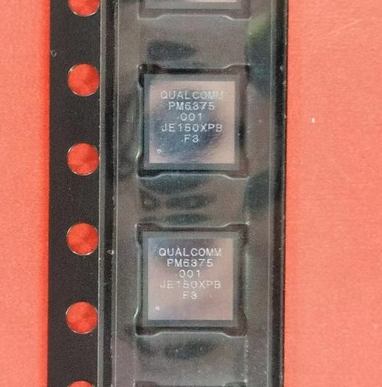 QUALCOMM
PM6375
001
JE150XPB
F3
QUALCOMM
PM6375
001
JE150XPB
F3